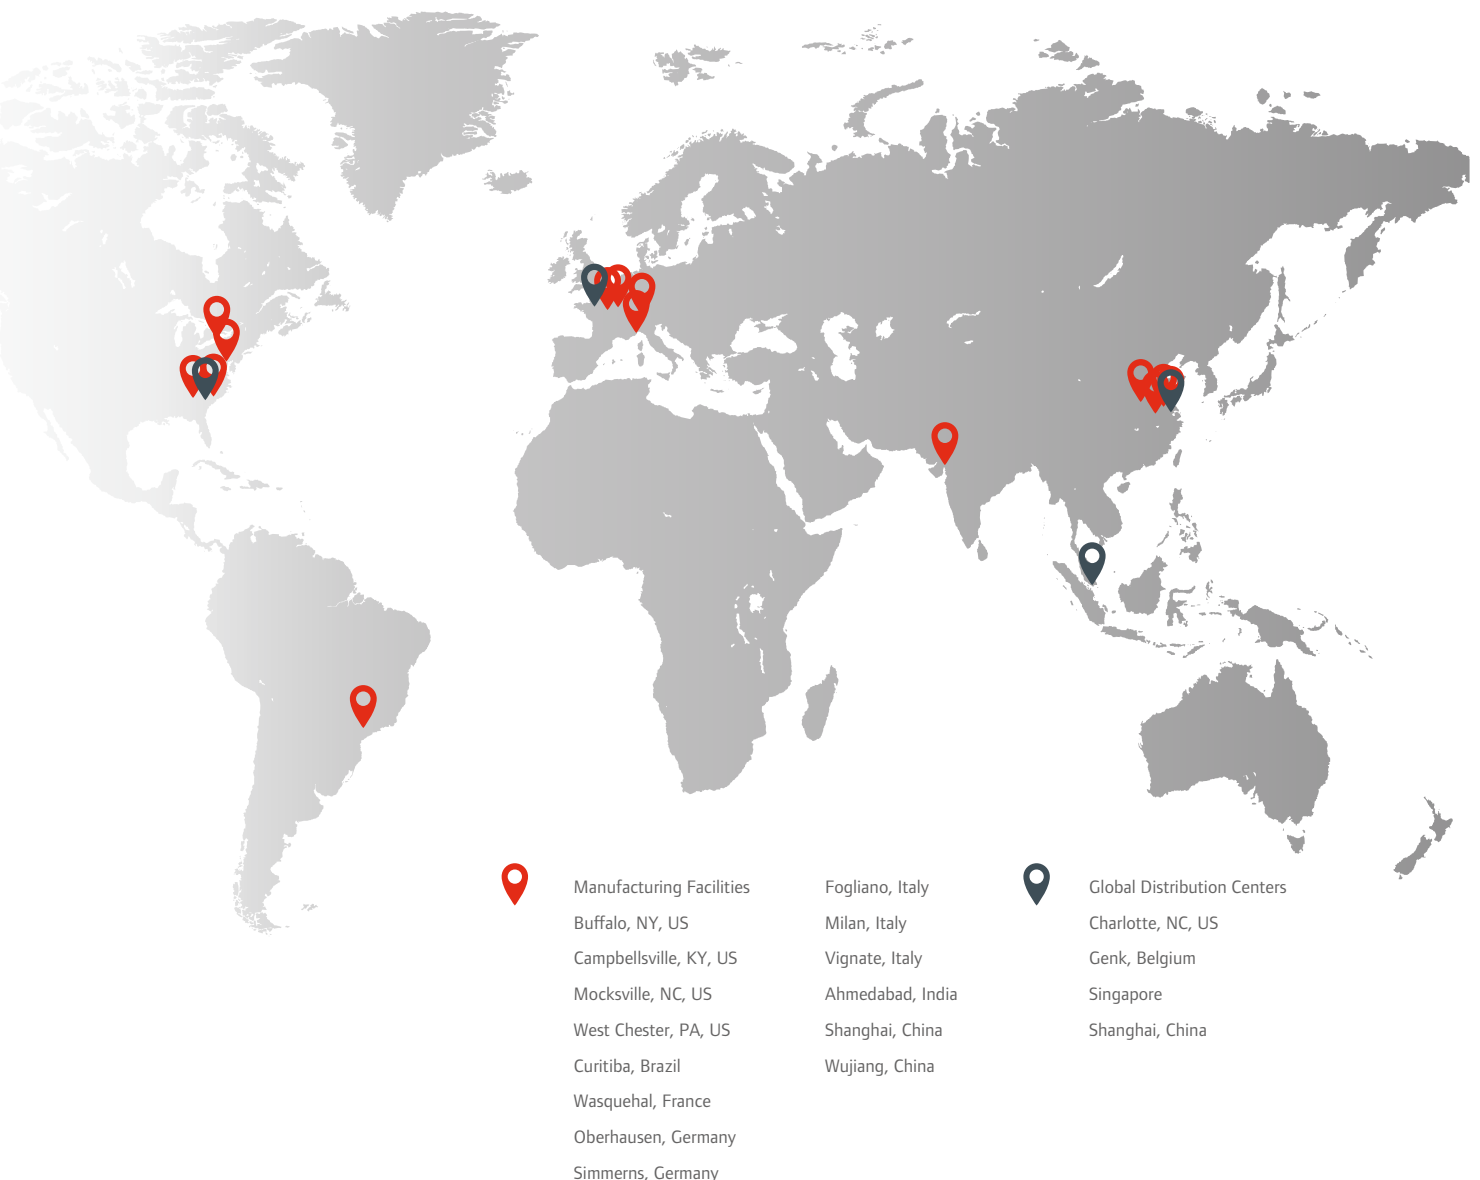 Manufacturing Facilities
Buffalo, NY, US
Campbellsville, KY, US
Mocksville, NC, US
West Chester, PA, US
Curitiba, Brazil
Wasquehal, France
Oberhausen, Germany
Simmerns, Germany
Fogliano, Italy
Milan, Italy
Vignate, Italy
Ahmedabad, India
Shanghai, China
Wujiang, China
Global Distribution Centers
Charlotte, NC, US
Genk, Belgium
Singapore
Shanghai, China